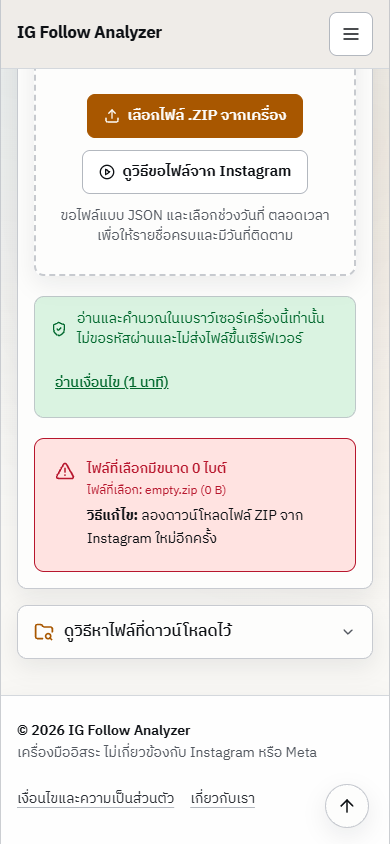 IG Follow Analyzer
เลือกไฟล์ .ZIP จากเครื่อง
ดูวิธีขอไฟล์จาก Instagram
ขอไฟล์แบบ JSON และเลือกช่วงวันที่ ตลอดเวลา
เพื่อให้รายชื่อครบและมีวันที่ติดตาม
อ่านและคำนวณในเบราว์เซอร์เครื่องนี้เท่านั้น
ไม่ขอรหัสผ่านและไม่ส่งไฟล์ขึ้นเซิร์ฟเวอร์
อ่านเงื่อนไข (1 นาที)
ไฟล์ที่เลือกมีขนาด 0 ไบต์
ไฟล์ที่เลือก: empty.zip (0 B)
วิธีแก้ไข: ลองดาวน์โหลดไฟล์ ZIP จาก
Instagram ใหม่อีกครั้ง
ดูวิธีหาไฟล์ที่ดาวน์โหลดไว้
© 2026 IG Follow Analyzer
เครื่องมืออิสระ ไม่เกี่ยวข้องกับ Instagram หรือ Meta
เงื่อนไขและความเป็นส่วนตัว เกี่ยวกับเรา